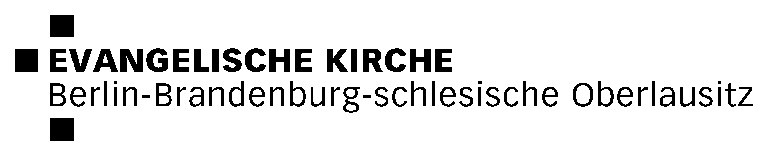 EVANGELISCHE KIRCHE
Berlin-Brandenburg-schlesische Oberlausitz